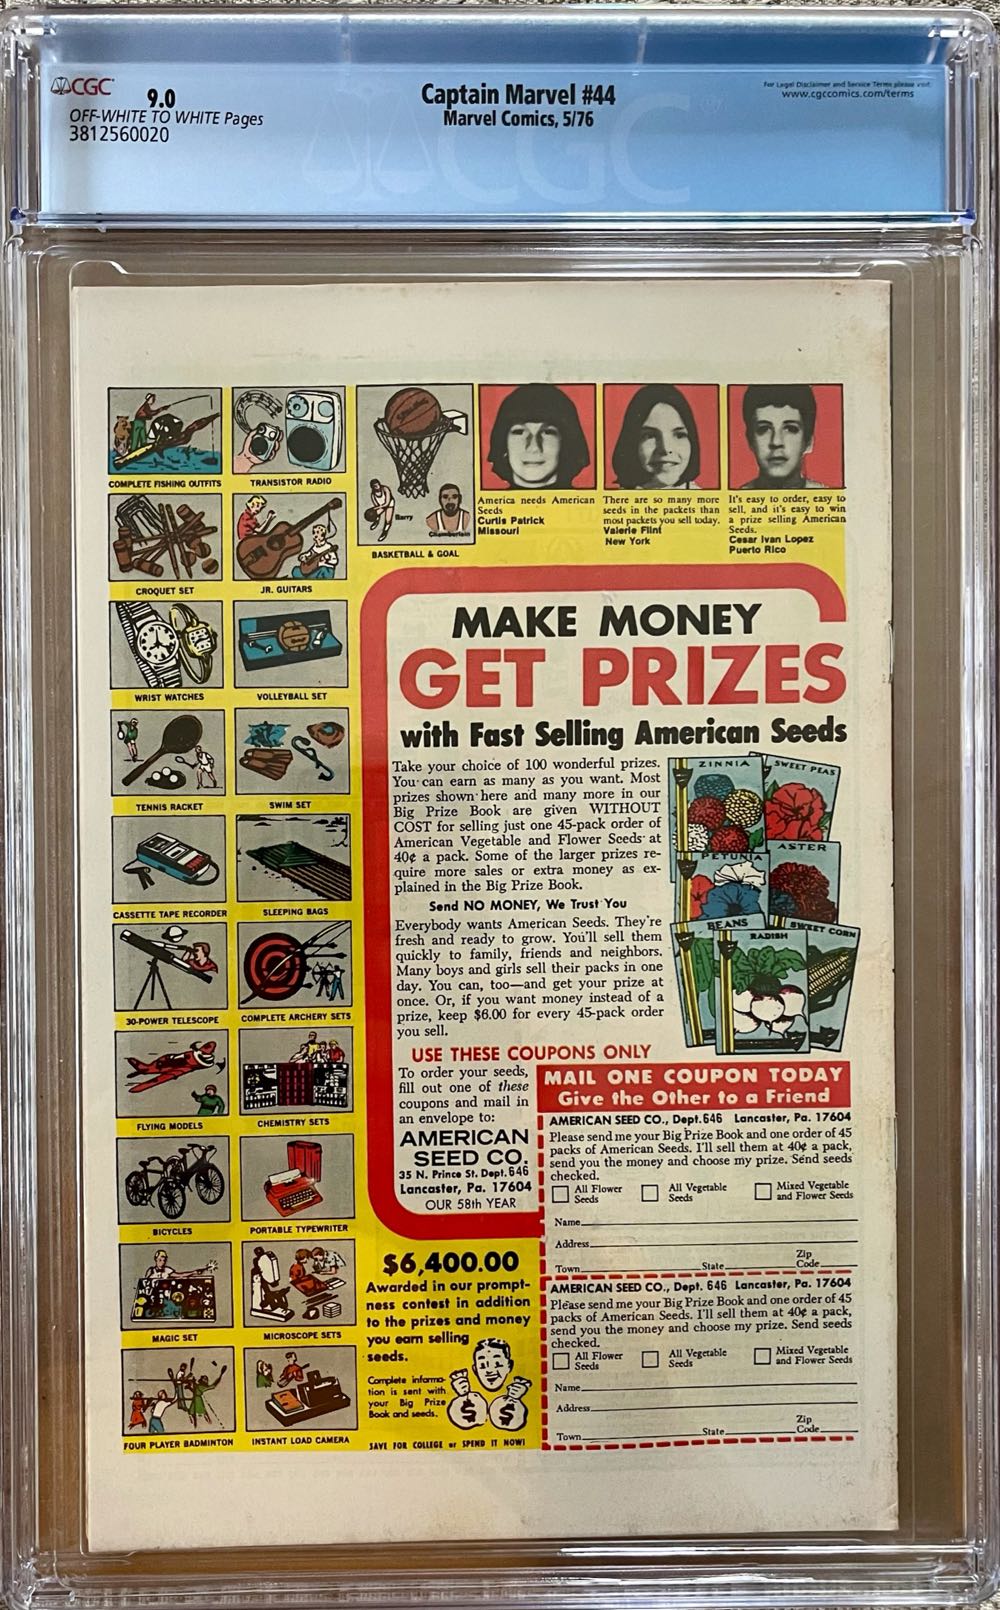 CGC
9.0
OFF-WHITE TO WHITE Pages
3812560020
Captain Marvel #44
Marvel Comics, 5/76
For Legal Disclaimer and Service Terms please visit:
www.cgccomics.com/terms
CGC
COMPLETE FISHING OUTFITS
TRANSISTOR RADIO
CROQUET SET
JR. GUITARS
WRIST WATCHES
VOLLEYBALL SET
TENNIS RACKET
SWIM SET
CASSETTE TAPE RECORDER
SLEEPING BAGS
30-POWER TELESCOPE
COMPLETE ARCHERY SETS
FLYING MODELS
CHEMISTRY SETS
BICYCLES
PORTABLE TYPEWRITER
MAGIC SET
MICROSCOPE SETS
FOUR PLAYER BADMINTON
INSTANT LOAD CAMERA
Spalding
Barry
Chamberlain
BASKETBALL & GOAL
America needs American
Seeds
Curtis Patrick
Missouri
There are so many more
seeds in the packets than
most packets you sell today.
Valerie Flint
New York
It's easy to order, easy to
sell, and it's easy to win
a prize selling American
Seeds.
Cesar Ivan Lopez
Puerto Rico
MAKE MONEY
GET PRIZES
with Fast Selling American Seeds
Take your choice of 100 wonderful prizes.
You can earn as many as you want. Most
prizes shown here and many more in our
Big Prize Book are given WITHOUT
COST for selling just one 45-pack order of
American Vegetable and Flower Seeds at
40¢ a pack. Some of the larger prizes re-
quire more sales or extra money as ex-
plained in the Big Prize Book.
Send NO MONEY, We Trust You
Everybody wants American Seeds. They're
fresh and ready to grow. You'll sell them
quickly to family, friends and neighbors.
Many boys and girls sell their packs in one
day. You can, too—and get your prize at
once. Or, if you want money instead of a
prize, keep $6.00 for every 45-pack order
you sell.
ZINNIA
SWEET PEAS
PETUNIA
ASTER
BEANS
RADISH
SWEET CORN
USE THESE COUPONS ONLY
To order your seeds,
fill out one of these
coupons and mail in
an envelope to:
AMERICAN
SEED CO.
35 N. Prince St. Dept. 646
Lancaster, Pa. 17604
OUR 58th YEAR
$6,400.00
Awarded in our prompt-
ness contest in addition
to the prizes and money
you earn selling
seeds.
Complete informa-
tion is sent with
your Big Prize
Book and seeds.
$ $
SAVE FOR COLLEGE or SPEND IT NOW!
MAIL ONE COUPON TODAY
Give the Other to a Friend
AMERICAN SEED CO., Dept. 646 Lancaster, Pa. 17604
Please send me your Big Prize Book and one order of 45
packs of American Seeds. I'll sell them at 40¢ a pack,
send you the money and choose my prize. Send seeds
checked.
All Flower
Seeds
All Vegetable
Seeds
Mixed Vegetable
and Flower Seeds
Name
Address
Town State Zip Code
AMERICAN SEED CO., Dept. 646 Lancaster, Pa. 17604
Please send me your Big Prize Book and one order of 45
packs of American Seeds. I'll sell them at 40¢ a pack,
send you the money and choose my prize. Send seeds
checked.
All Flower
Seeds
All Vegetable
Seeds
Mixed Vegetable
and Flower Seeds
Name
Address
Town State Zip Code